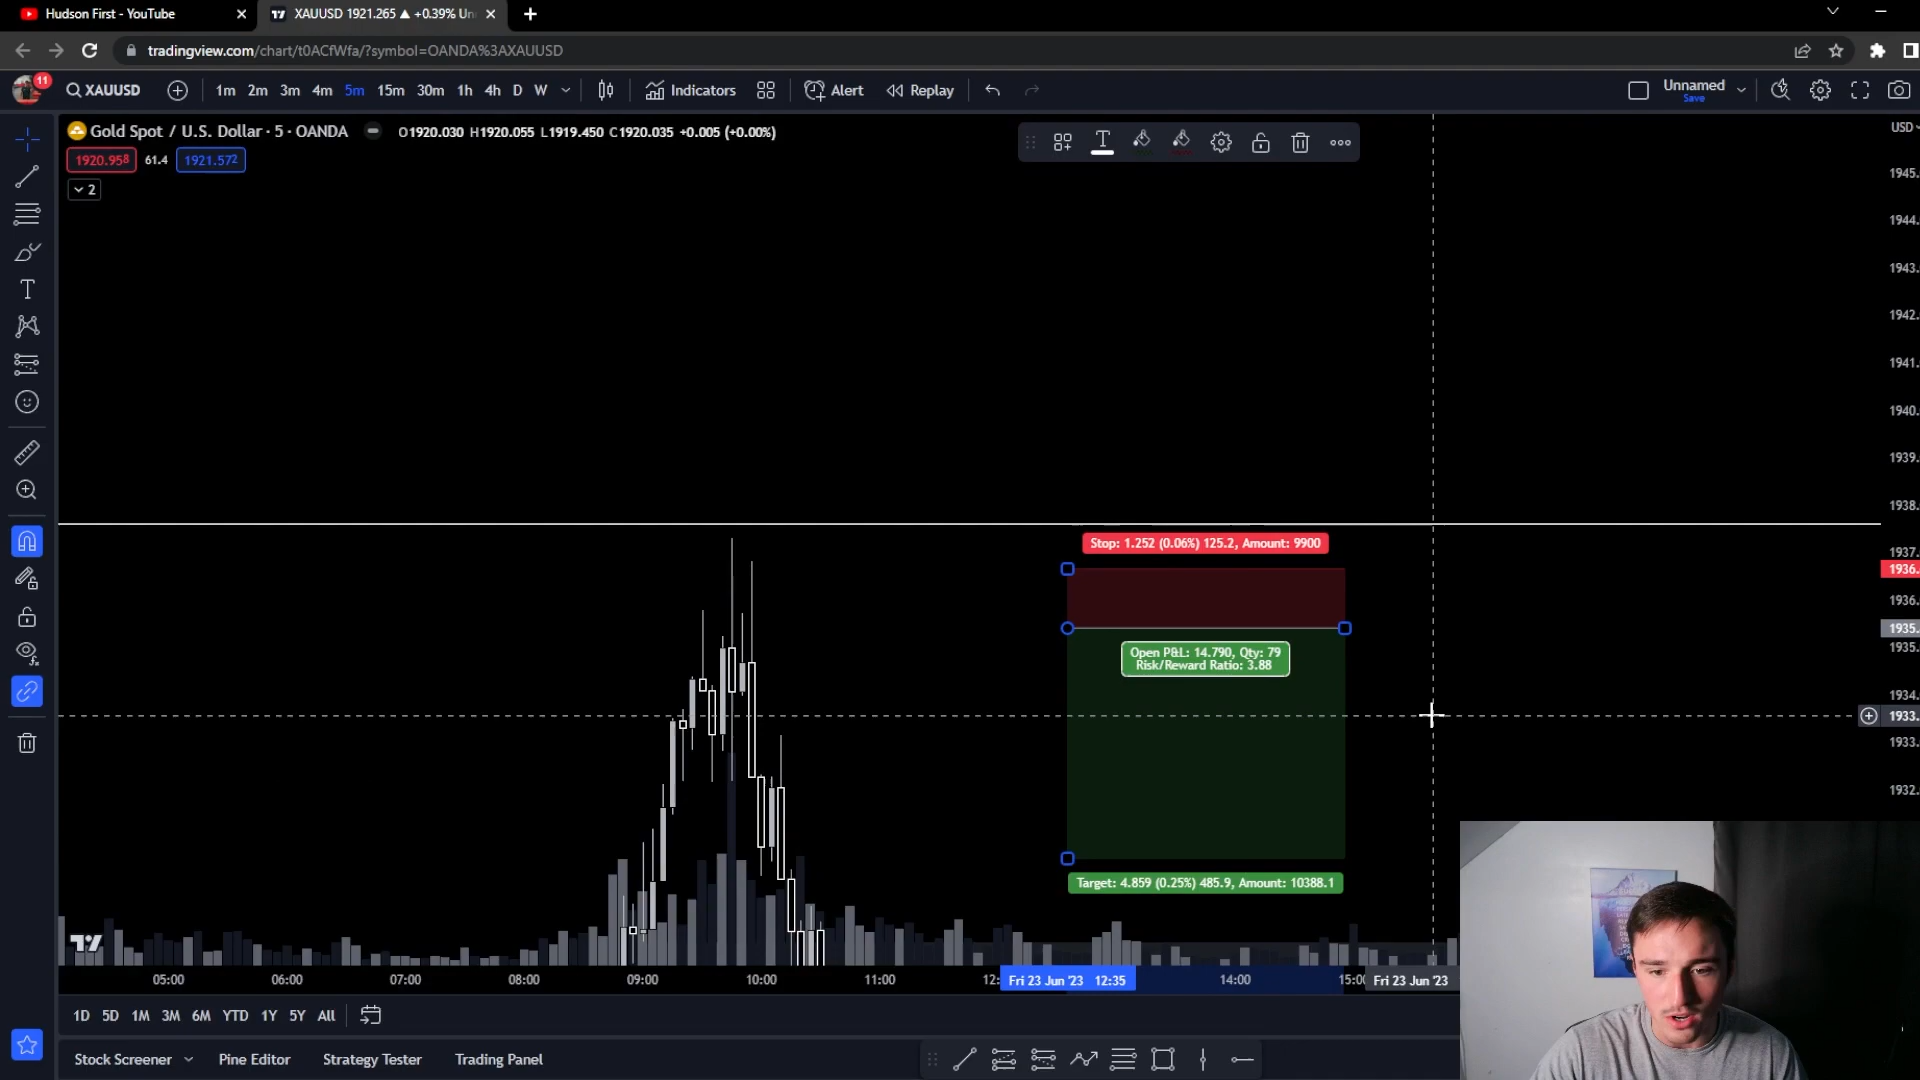 Hudson First - YouTube
XAUUSD 1921.265 ▲ +0.39% Un
tradingview.com/chart/t0ACfWfa/?symbol=OANDA%3AXAUUSD
11
XAUUSD
1m 2m 3m 4m 5m 15m 30m 1h 4h D W
Indicators
Alert
Replay
Unnamed
Save
Gold Spot / U.S. Dollar · 5 · OANDA
O1920.030 H1920.055 L1919.450 C1920.035 +0.005 (+0.00%)
USD
1920.958 61.4 1921.572
2
1945.
1944.
1943.
1942.
1941.
1940.
1939.
1938.
Stop: 1.252 (0.06%) 125.2, Amount: 9900
1937.
1936.
1936.
1935.
1935.
Open P&L: 14.790, Qty: 79
Risk/Reward Ratio: 3.88
1934.
1933.
1933.
1932.
Target: 4.859 (0.25%) 485.9, Amount: 10388.1
05:00 06:00 07:00 08:00 09:00 10:00 11:00 12: Fri 23 Jun '23 12:35 14:00 15:00 Fri 23 Jun '23
1D 5D 1M 3M 6M YTD 1Y 5Y All
Stock Screener Pine Editor Strategy Tester Trading Panel